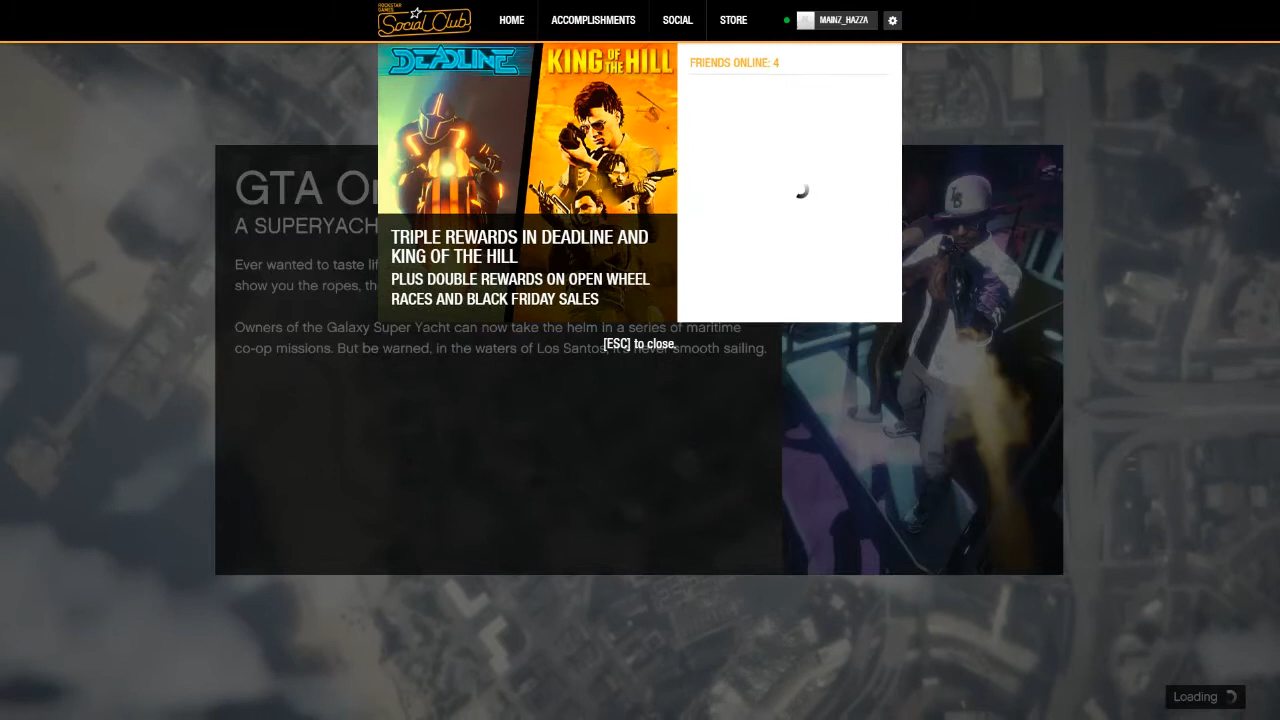 ROCKSTAR
GAMES
Social Club
HOME
ACCOMPLISHMENTS
SOCIAL
STORE
MAINZ_HAZZA
DEADLINE
KING OF THE HILL
FRIENDS ONLINE: 4
TRIPLE REWARDS IN DEADLINE AND
KING OF THE HILL
PLUS DOUBLE REWARDS ON OPEN WHEEL
RACES AND BLACK FRIDAY SALES
[ESC] to close.
GTA
A SUPERYACH
Ever wanted to taste
show you the ropes,
Owners of the Galaxy Super Yacht can now take the helm in a series of maritime
co-op missions. But be warned, in the waters of Los Santos, it's never smooth sailing.
Loading